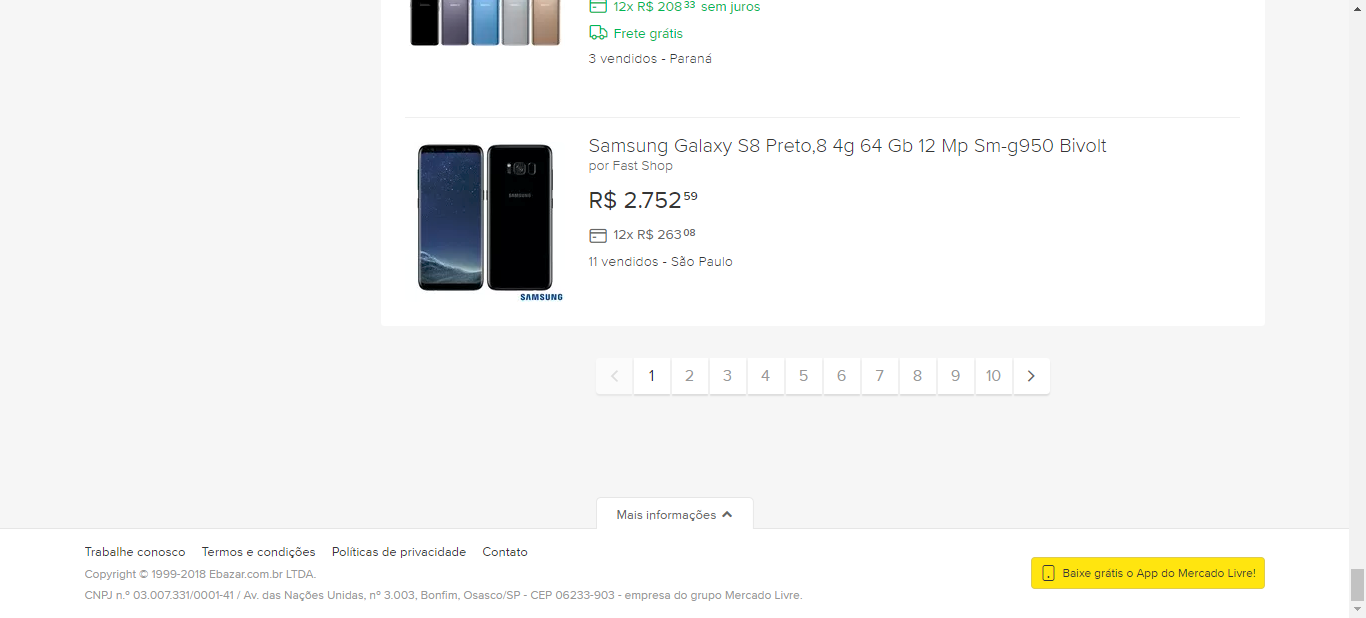 12x R$ 208 33 sem juros
Frete grátis
3 vendidos - Paraná
Samsung Galaxy S8 Preto,8 4g 64 Gb 12 Mp Sm-g950 Bivolt
por Fast Shop
R$ 2.752 59
12x R$ 263 08
11 vendidos - São Paulo
SAMSUNG
SAMSUNG
1 2 3 4 5 6 7 8 9 10
Mais informações
Trabalhe conosco Termos e condições Políticas de privacidade Contato
Copyright © 1999-2018 Ebazar.com.br LTDA.
CNPJ n.º 03.007.331/0001-41 / Av. das Nações Unidas, nº 3.003, Bonfim, Osasco/SP - CEP 06233-903 - empresa do grupo Mercado Livre.
Baixe grátis o App do Mercado Livre!